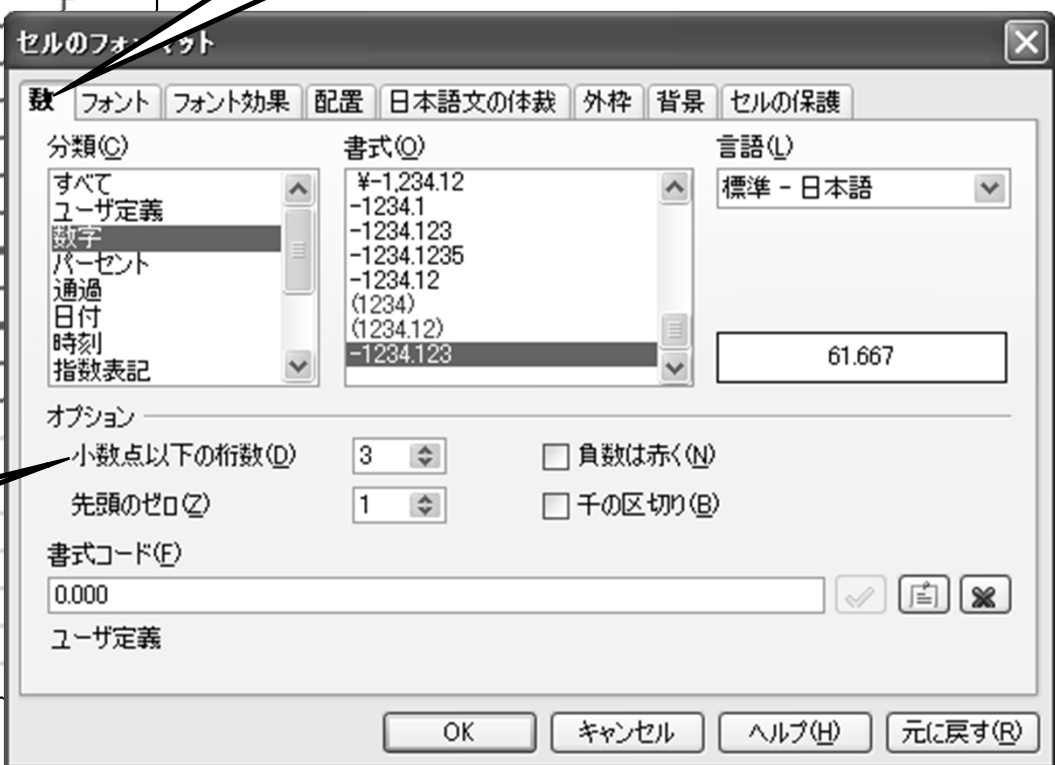 セルのフォーマット
数 フォント フォント効果 配置 日本語文の体裁 外枠 背景 セルの保護
分類(C) 書式(O) 言語(L)
すべて
ユーザ定義
数字
パーセント
通過
日付
時刻
指数表記
¥-1,234.12
-1234.1
-1234.123
-1234.1235
-1234.12
(1234)
(1234.12)
-1234.123
標準 - 日本語
61.667
オプション
小数点以下の桁数(D) 3 負数は赤く(N)
先頭のゼロ(Z) 1 千の区切り(B)
書式コード(F)
0.000
ユーザ定義
OK キャンセル ヘルプ(H) 元に戻す(R)